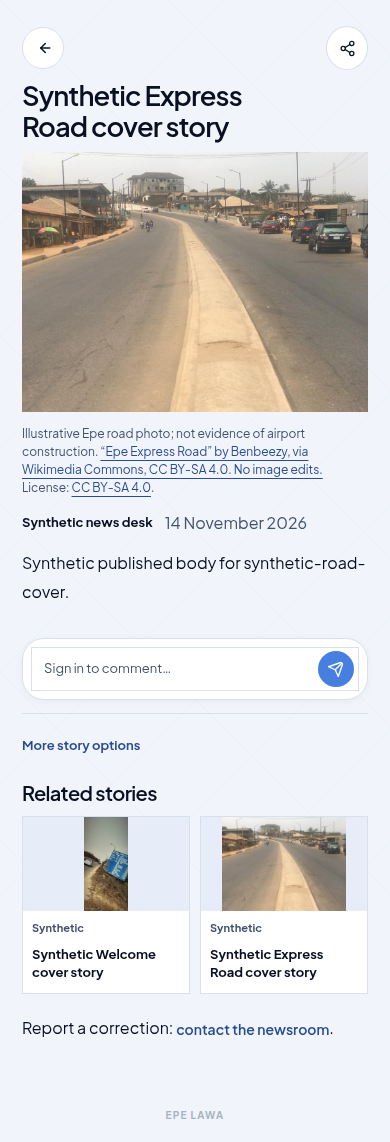 Synthetic Express
Road cover story
Illustrative Epe road photo; not evidence of airport
construction. “Epe Express Road” by Benbeezy, via
Wikimedia Commons, CC BY-SA 4.0. No image edits.
License: CC BY-SA 4.0.
Synthetic news desk 14 November 2026
Synthetic published body for synthetic-road-
cover.
Sign in to comment...
More story options
Related stories
Synthetic
Synthetic Welcome
cover story
Synthetic
Synthetic Express
Road cover story
Report a correction: contact the newsroom.
EPE LAWA